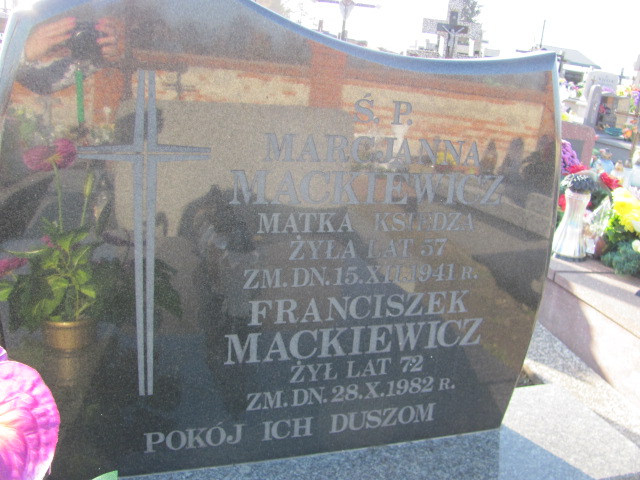 Ś. P.
MARCJANNA
MACKIEWICZ
MATKA KSIĘDZA
ŻYŁA LAT 57
ZM. DN. 15.XII.1941 R.
FRANCISZEK
MACKIEWICZ
ŻYŁ LAT 72
ZM. DN. 28.X.1982 R.
POKÓJ ICH DUSZOM